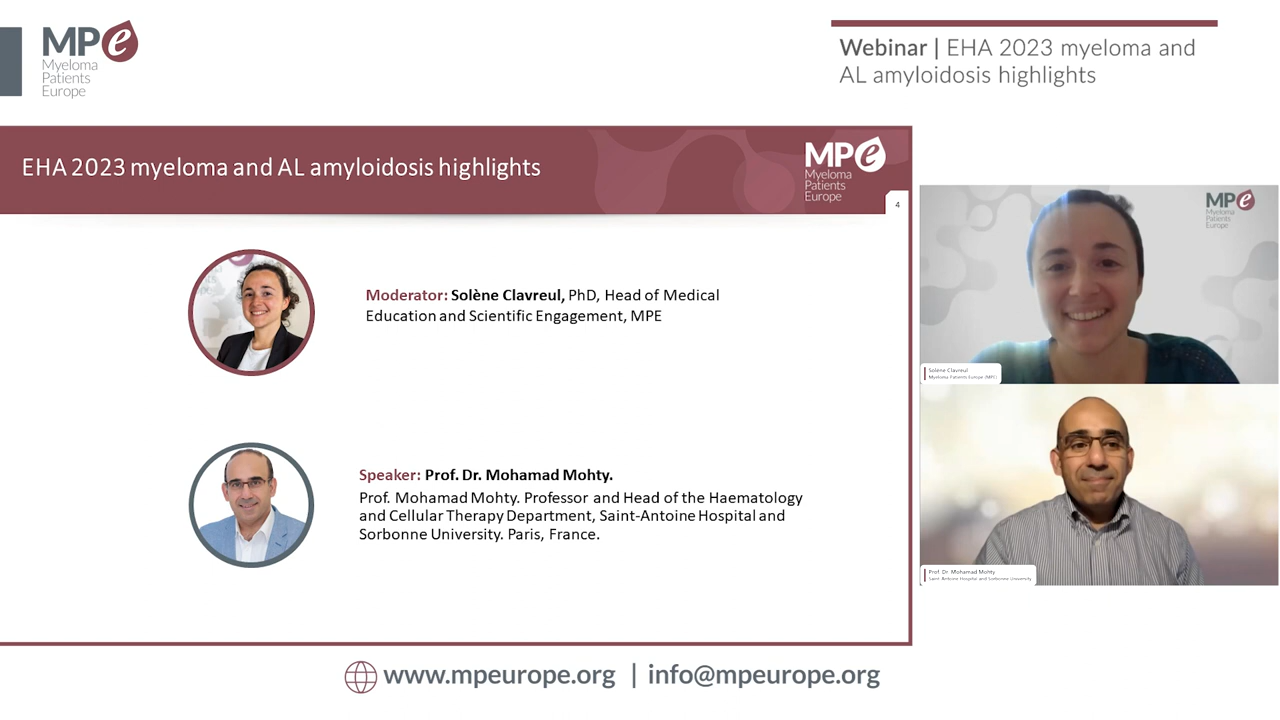 MPe
Myeloma
Patients
Europe
Webinar | EHA 2023 myeloma and
AL amyloidosis highlights
EHA 2023 myeloma and AL amyloidosis highlights
MPe
Myeloma
Patients
Europe
4
Moderator: Solène Clavreul, PhD, Head of Medical
Education and Scientific Engagement, MPE
Speaker: Prof. Dr. Mohamad Mohty.
Prof. Mohamad Mohty. Professor and Head of the Haematology
and Cellular Therapy Department, Saint-Antoine Hospital and
Sorbonne University. Paris, France.
MPe
Myeloma
Patients
Europe
Solène Clavreul
Myeloma Patients Europe (MPE)
Prof. Dr. Mohamad Mohty
Saint-Antoine Hospital and Sorbonne University
www.mpeurope.org | info@mpeurope.org